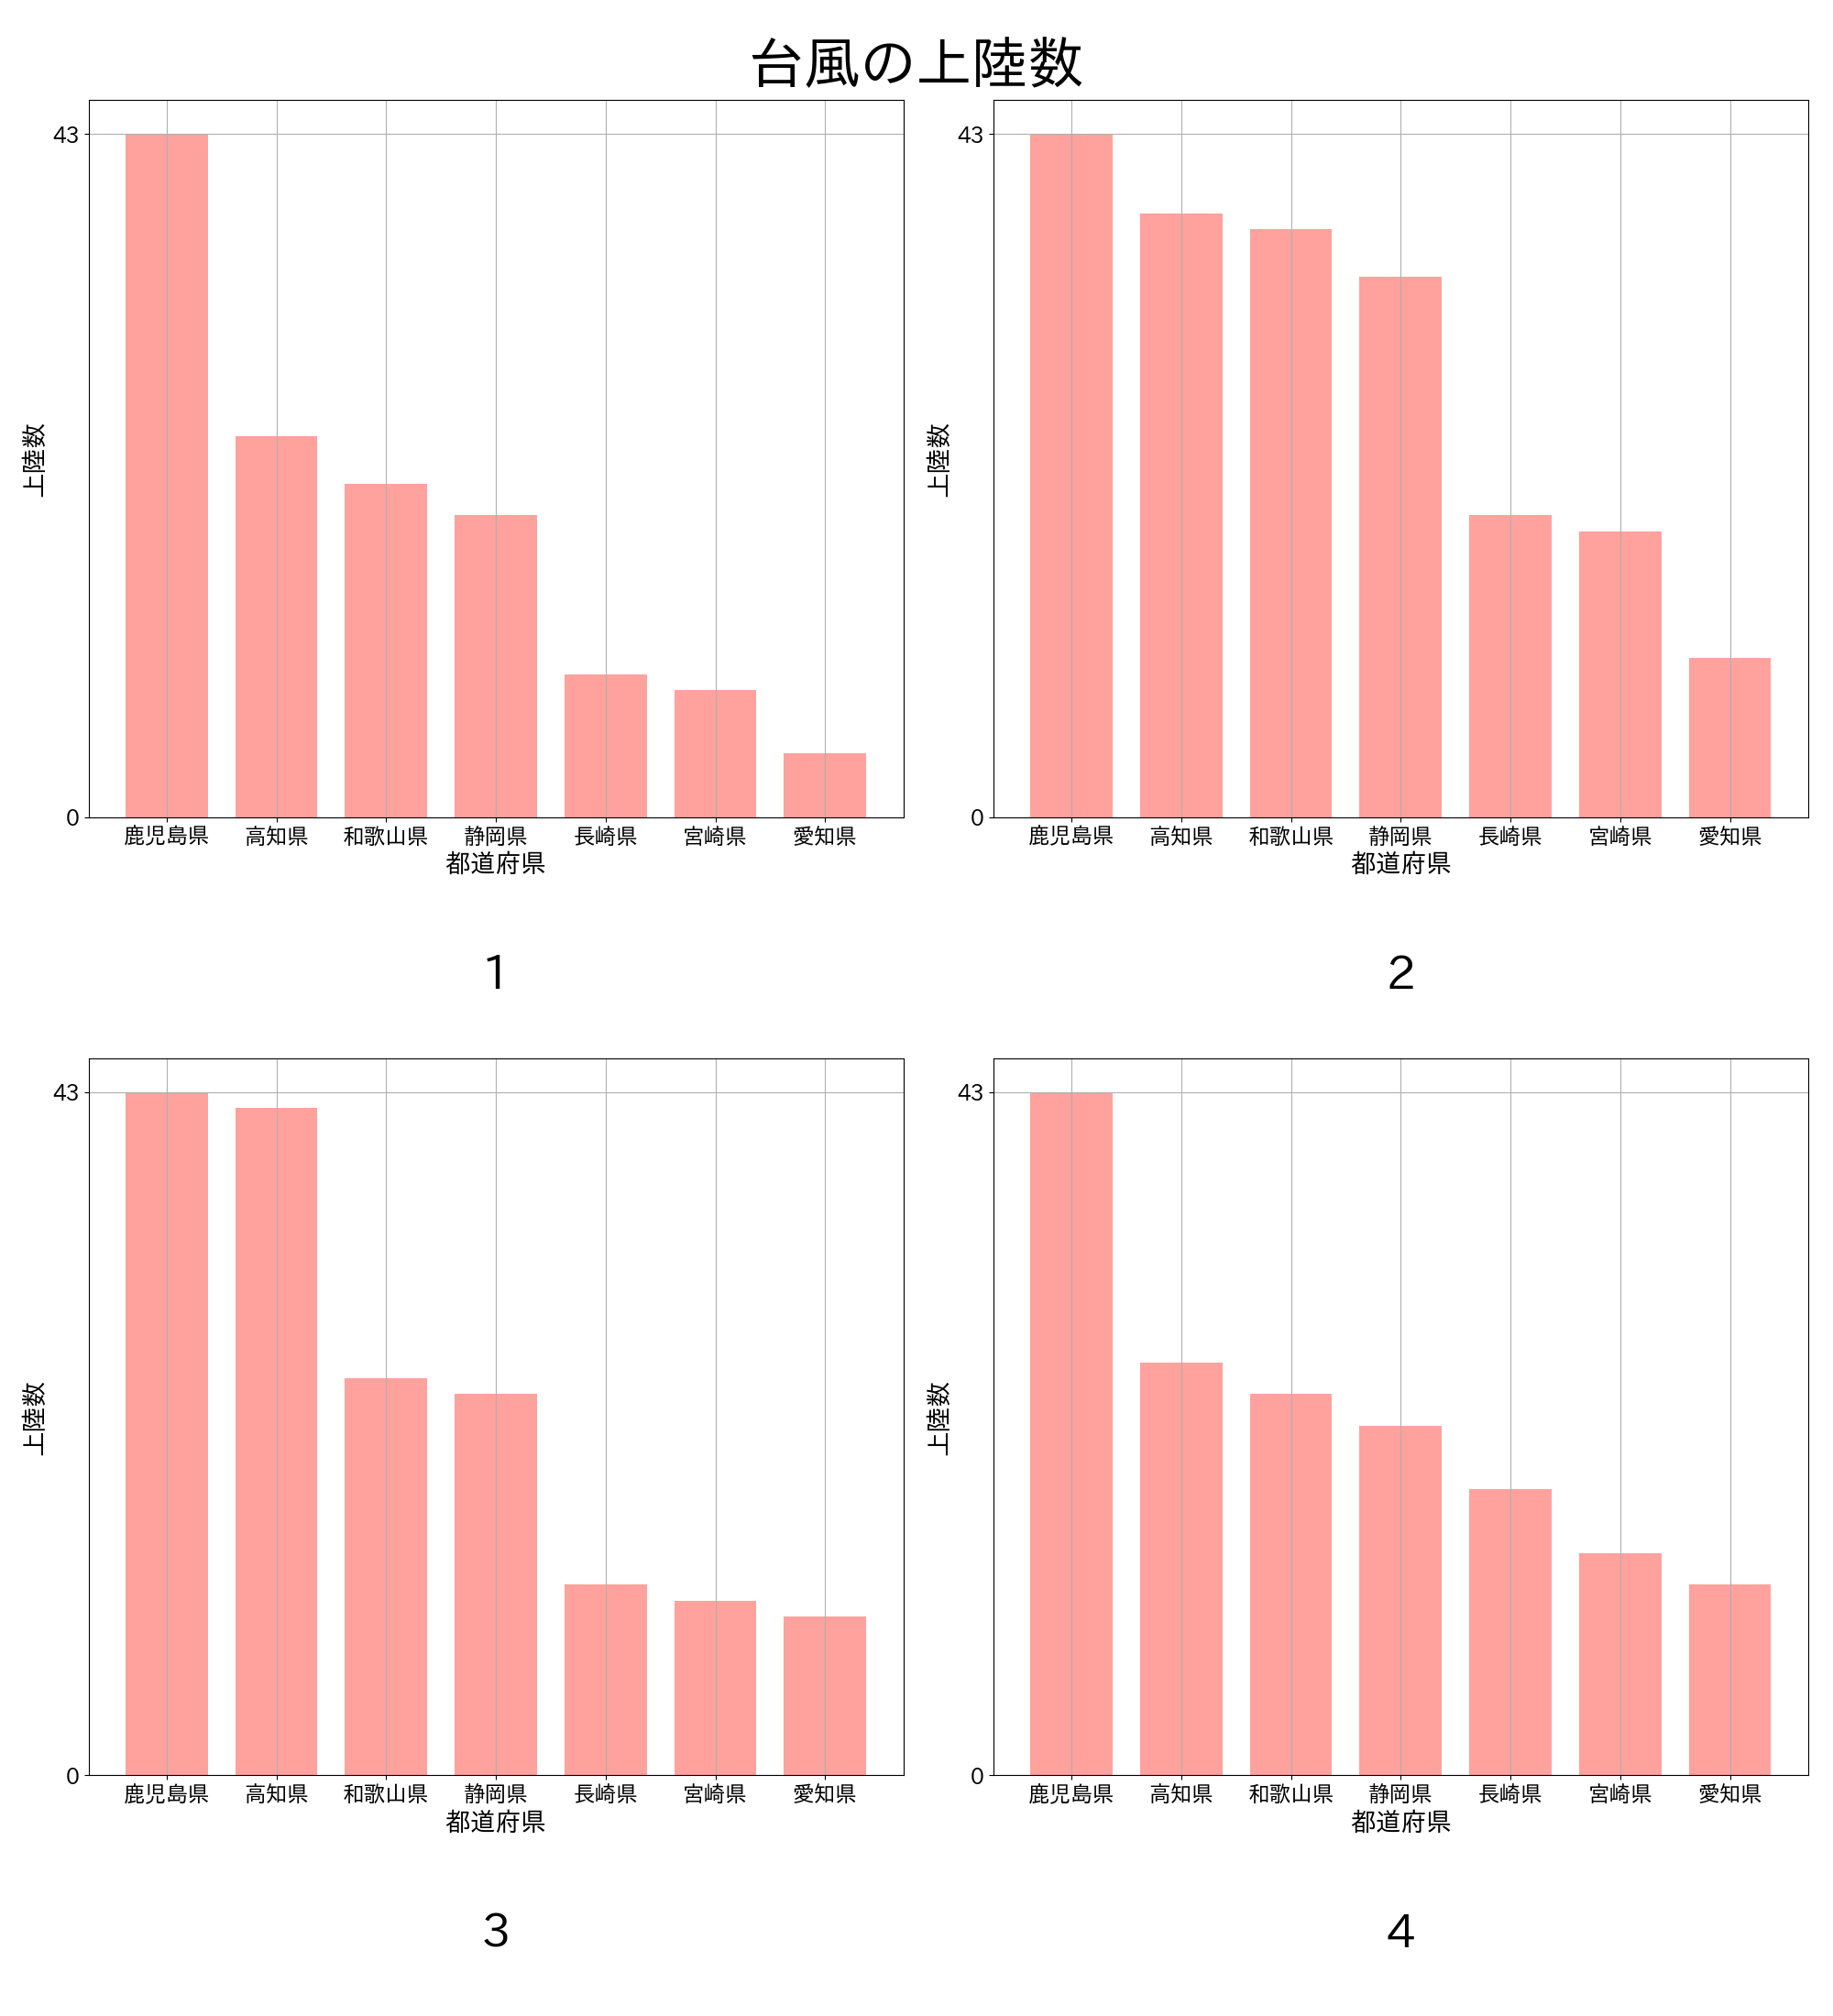 台風の上陸数
43
0
上陸数
鹿児島県 高知県 和歌山県 静岡県 長崎県 宮崎県 愛知県
都道府県
1
43
0
上陸数
鹿児島県 高知県 和歌山県 静岡県 長崎県 宮崎県 愛知県
都道府県
2
43
0
上陸数
鹿児島県 高知県 和歌山県 静岡県 長崎県 宮崎県 愛知県
都道府県
3
43
0
上陸数
鹿児島県 高知県 和歌山県 静岡県 長崎県 宮崎県 愛知県
都道府県
4